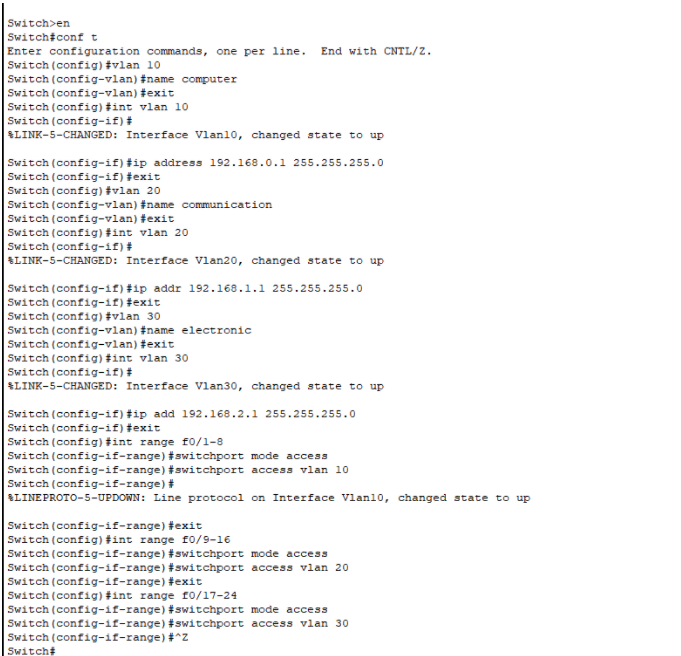 Switch>en
Switch#conf t
Enter configuration commands, one per line.  End with CNTL/Z.
Switch(config)#vlan 10
Switch(config-vlan)#name computer
Switch(config-vlan)#exit
Switch(config)#int vlan 10
Switch(config-if)#
%LINK-5-CHANGED: Interface Vlan10, changed state to up
Switch(config-if)#ip address 192.168.0.1 255.255.255.0
Switch(config-if)#exit
Switch(config)#vlan 20
Switch(config-vlan)#name communication
Switch(config-vlan)#exit
Switch(config)#int vlan 20
Switch(config-if)#
%LINK-5-CHANGED: Interface Vlan20, changed state to up
Switch(config-if)#ip addr 192.168.1.1 255.255.255.0
Switch(config-if)#exit
Switch(config)#vlan 30
Switch(config-vlan)#name electronic
Switch(config-vlan)#exit
Switch(config)#int vlan 30
Switch(config-if)#
%LINK-5-CHANGED: Interface Vlan30, changed state to up
Switch(config-if)#ip add 192.168.2.1 255.255.255.0
Switch(config-if)#exit
Switch(config)#int range f0/1-8
Switch(config-if-range)#switchport mode access
Switch(config-if-range)#switchport access vlan 10
Switch(config-if-range)#
%LINEPROTO-5-UPDOWN: Line protocol on Interface Vlan10, changed state to up
Switch(config-if-range)#exit
Switch(config)#int range f0/9-16
Switch(config-if-range)#switchport mode access
Switch(config-if-range)#switchport access vlan 20
Switch(config-if-range)#exit
Switch(config)#int range f0/17-24
Switch(config-if-range)#switchport mode access
Switch(config-if-range)#switchport access vlan 30
Switch(config-if-range)#^Z
Switch#